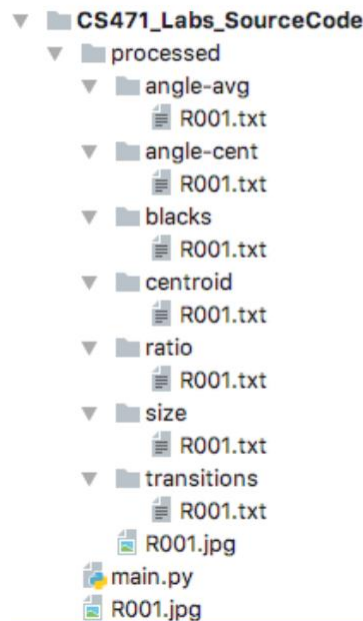 CS471_Labs_SourceCode
processed
angle-avg
R001.txt
angle-cent
R001.txt
blacks
R001.txt
centroid
R001.txt
ratio
R001.txt
size
R001.txt
transitions
R001.txt
R001.jpg
main.py
R001.jpg